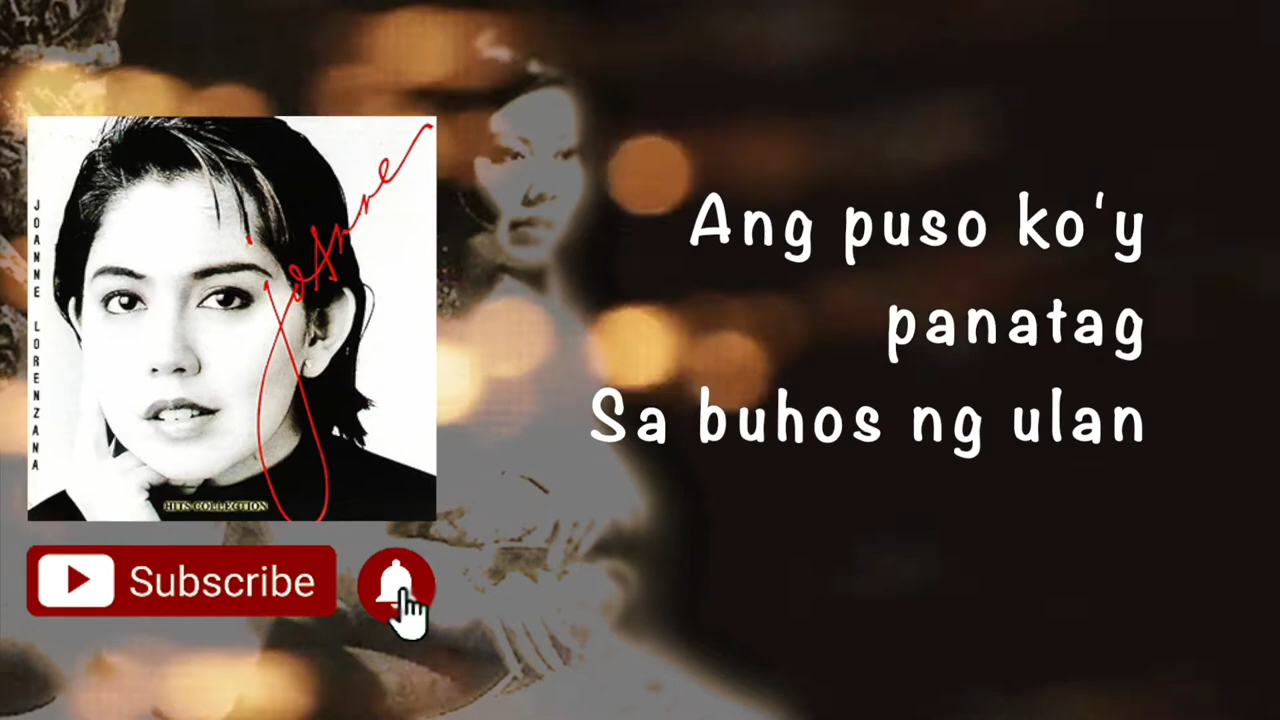 JOANNE LORENZANA
JoAnne
HITS COLLECTION
Subscribe
Ang puso ko'y
panatag
Sa buhos ng ulan